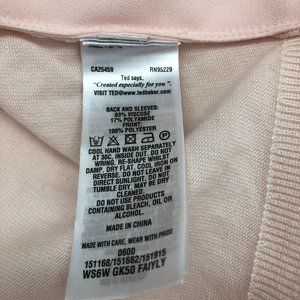 CA25459 RN95229
Ted says,
"Created especially for you".
VISIT TED@www.tedbaker.com
BACK AND SLEEVES:
83% VISCOSE
17% POLYAMIDE
FRONT:
100% POLYESTER
COOL HAND WASH SEPARATELY
AT 30C, INSIDE OUT. DO NOT
WRING. RE-SHAPE WHILST
DAMP. DRY FLAT. COOL IRON ON
REVERSE. DO NOT LEAVE IN
DIRECT SUNLIGHT. DO NOT
TUMBLE DRY. MAY BE DRY
CLEANED.
DO NOT USE PRODUCTS
CONTAINING BLEACH, OIL OR
ALCOHOL.
MADE IN CHINA
MADE WITH CARE, WEAR WITH PRIDE
0600
151168/151662/151915
WS6W GK5D FAIYLY